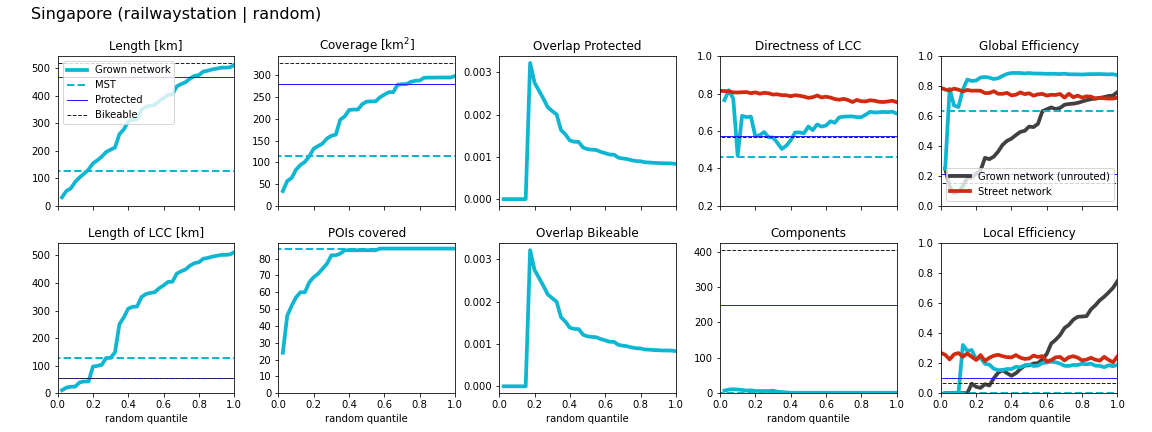 Singapore (railwaystation | random)
Length [km]
Coverage [km²]
Overlap Protected
Directness of LCC
Global Efficiency
500
400
300
200
100
0
Grown network
MST
Protected
Bikeable
300
250
200
150
100
50
0
0.003
0.002
0.001
0.000
1.0
0.8
0.6
0.4
0.2
1.0
0.8
0.6
0.4
0.2
0.0
Grown network (unrouted)
Street network
Length of LCC [km]
POIs covered
Overlap Bikeable
Components
Local Efficiency
500
400
300
200
100
0
80
70
60
50
40
30
20
10
0
0.003
0.002
0.001
0.000
400
300
200
100
0
1.0
0.8
0.6
0.4
0.2
0.0
0.0 0.2 0.4 0.6 0.8 1.0
0.0 0.2 0.4 0.6 0.8 1.0
0.0 0.2 0.4 0.6 0.8 1.0
0.0 0.2 0.4 0.6 0.8 1.0
0.0 0.2 0.4 0.6 0.8 1.0
random quantile
random quantile
random quantile
random quantile
random quantile